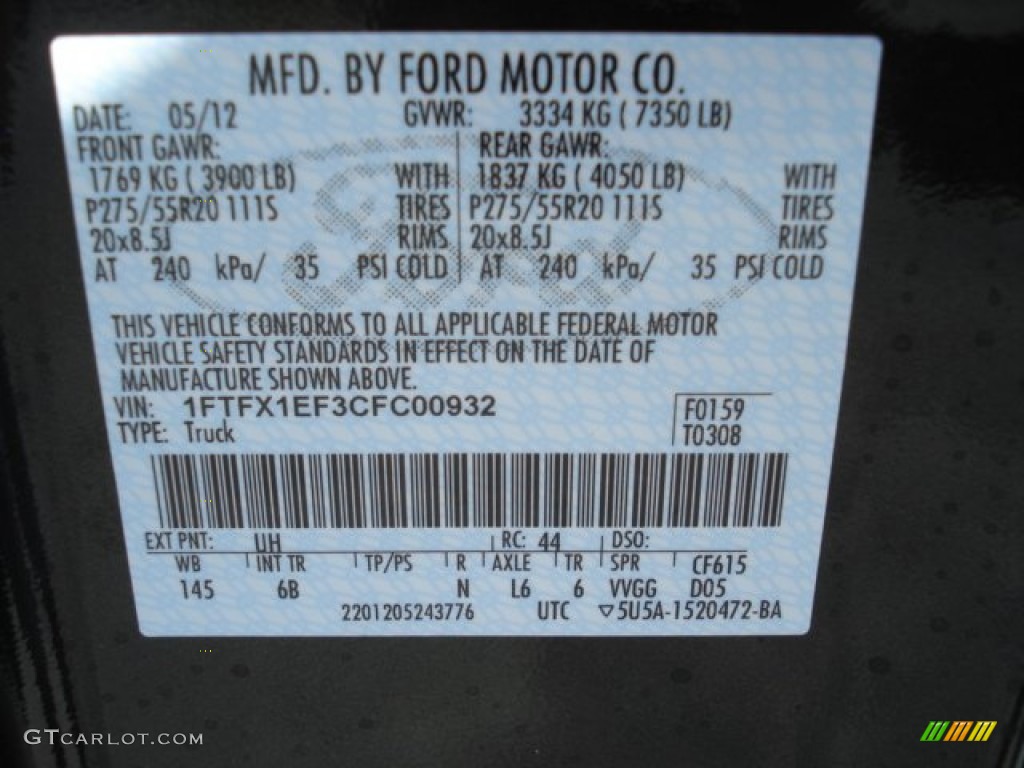 MFD. BY FORD MOTOR CO.
DATE: 05/12 GVWR: 3334 KG ( 7350 LB)
FRONT GAWR: REAR GAWR:
1769 KG ( 3900 LB) WITH 1837 KG ( 4050 LB) WITH
P275/55R20 111S TIRES P275/55R20 111S TIRES
20x8.5J RIMS 20x8.5J RIMS
AT 240 kPa/ 35 PSI COLD AT 240 kPa/ 35 PSI COLD
THIS VEHICLE CONFORMS TO ALL APPLICABLE FEDERAL MOTOR
VEHICLE SAFETY STANDARDS IN EFFECT ON THE DATE OF
MANUFACTURE SHOWN ABOVE.
VIN: 1FTFX1EF3CFC00932 F0159
TYPE: Truck T0308
EXT PNT: UH RC: 44 DSO:
WB INT TR TP/PS R AXLE TR SPR CF615
145 6B N L6 6 VVGG D05
2201205243776 UTC ▽5U5A-1520472-BA
GTCARLOT.COM